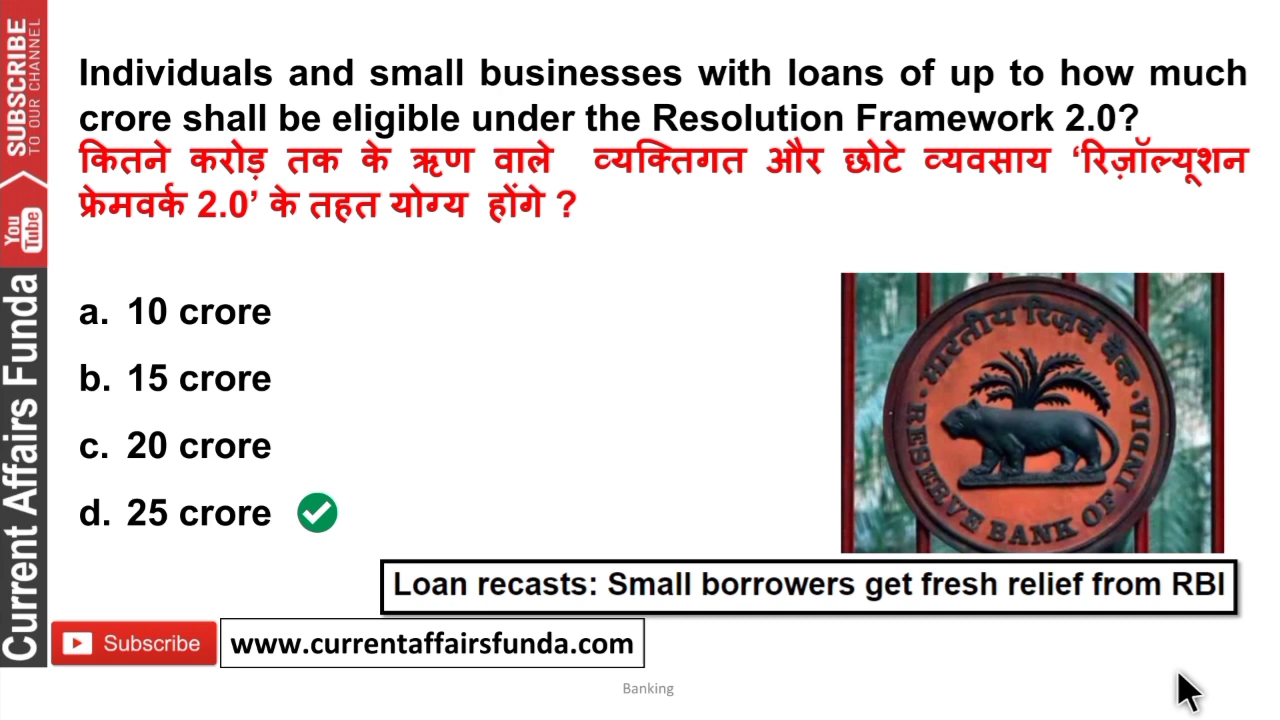 Individuals and small businesses with loans of up to how much
crore shall be eligible under the Resolution Framework 2.0?
कितने करोड़ तक के ऋण वाले व्यक्तिगत और छोटे व्यवसाय ‘रिज़ॉल्यूशन
फ्रेमवर्क 2.0’ के तहत योग्य होंगे ?
a. 10 crore
b. 15 crore
c. 20 crore
d. 25 crore
भारतीय रिज़र्व बैंक
RESERVE BANK OF INDIA
Loan recasts: Small borrowers get fresh relief from RBI
Subscribe
www.currentaffairsfunda.com
Banking
SUBSCRIBE
TO OUR CHANNEL
You
Tube
Current Affairs Funda